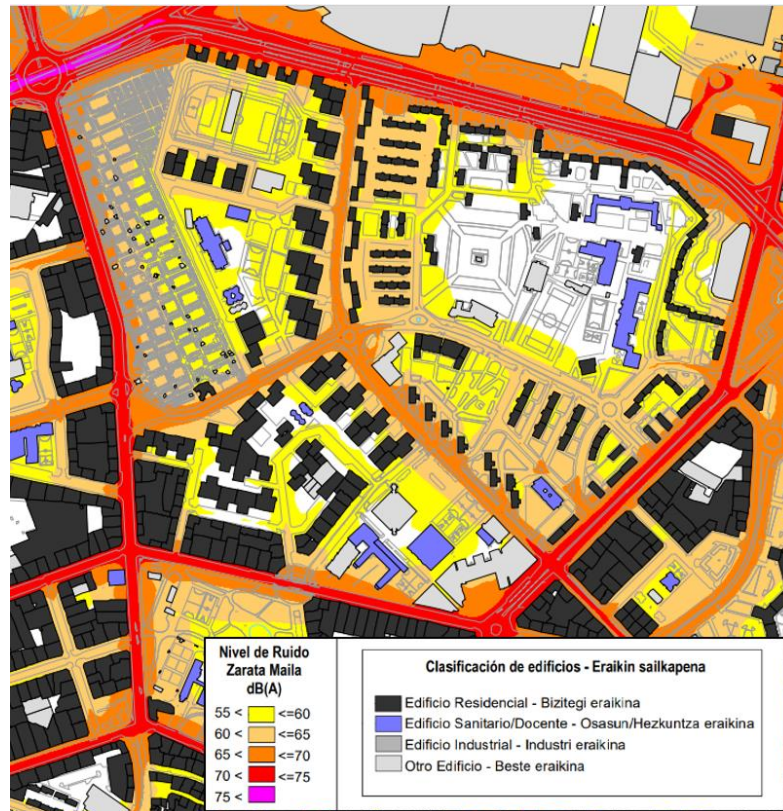 Nivel de Ruido
Zarata Maila
dB(A)
55 < <=60
60 < <=65
65 < <=70
70 < <=75
75 <
Clasificación de edificios - Eraikin sailkapena
Edificio Residencial - Bizitegi eraikina
Edificio Sanitario/Docente - Osasun/Hezkuntza eraikina
Edificio Industrial - Industri eraikina
Otro Edificio - Beste eraikina